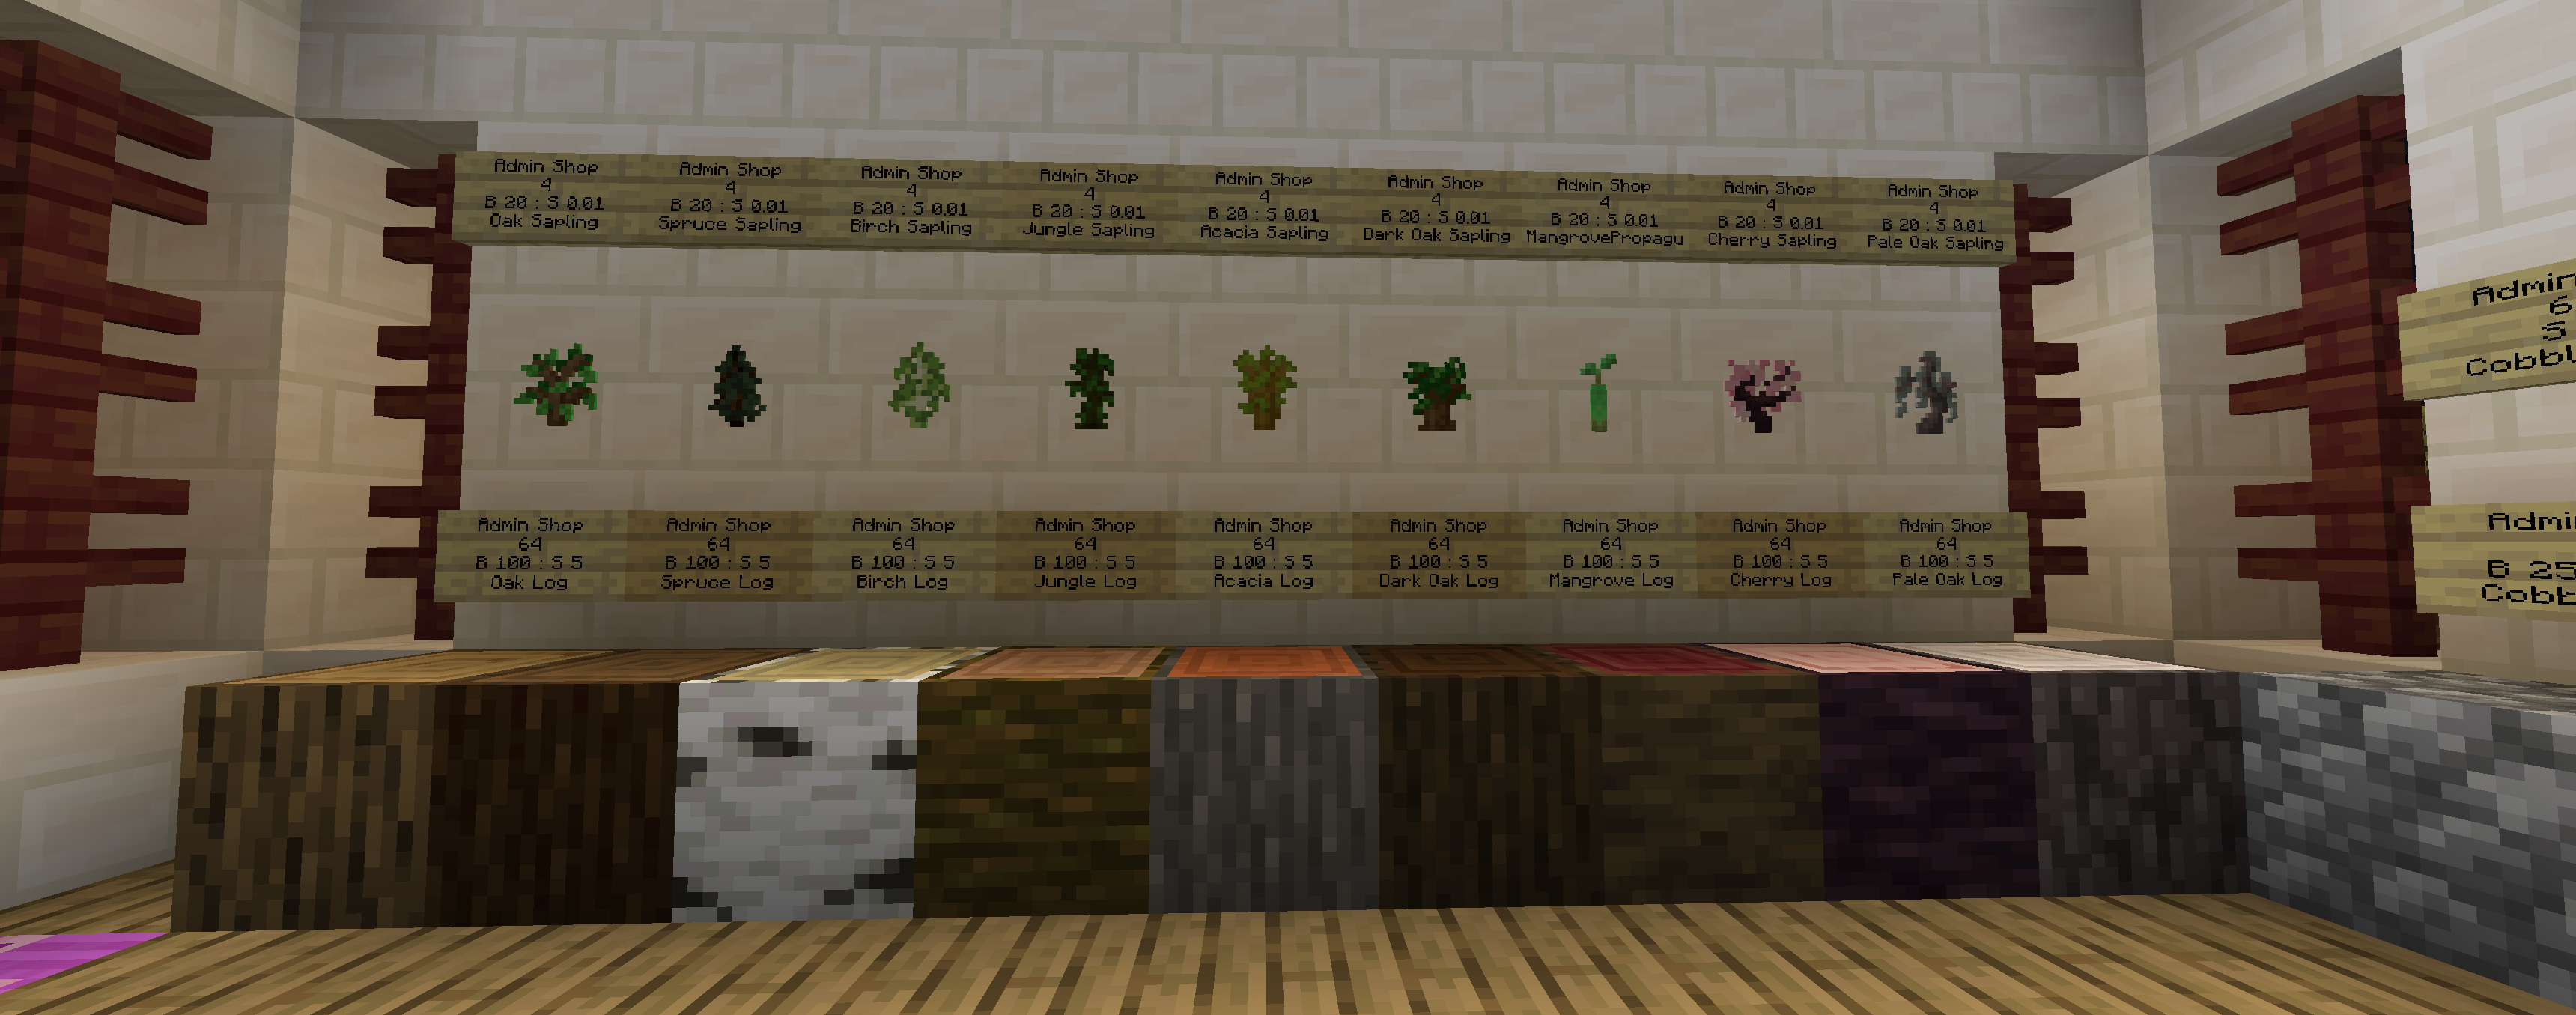 Admin Shop
4
B 20 : S 0.01
Oak Sapling
Admin Shop
4
B 20 : S 0.01
Spruce Sapling
Admin Shop
4
B 20 : S 0.01
Birch Sapling
Admin Shop
4
B 20 : S 0.01
Jungle Sapling
Admin Shop
4
B 20 : S 0.01
Acacia Sapling
Admin Shop
4
B 20 : S 0.01
Dark Oak Sapling
Admin Shop
4
B 20 : S 0.01
MangrovePropagu
Admin Shop
4
B 20 : S 0.01
Cherry Sapling
Admin Shop
4
B 20 : S 0.01
Pale Oak Sapling
Admin Shop
64
B 100 : S 5
Oak Log
Admin Shop
64
B 100 : S 5
Spruce Log
Admin Shop
64
B 100 : S 5
Birch Log
Admin Shop
64
B 100 : S 5
Jungle Log
Admin Shop
64
B 100 : S 5
Acacia Log
Admin Shop
64
B 100 : S 5
Dark Oak Log
Admin Shop
64
B 100 : S 5
Mangrove Log
Admin Shop
64
B 100 : S 5
Cherry Log
Admin Shop
64
B 100 : S 5
Pale Oak Log
Admin
6
S
Admi
B 25
Cobb